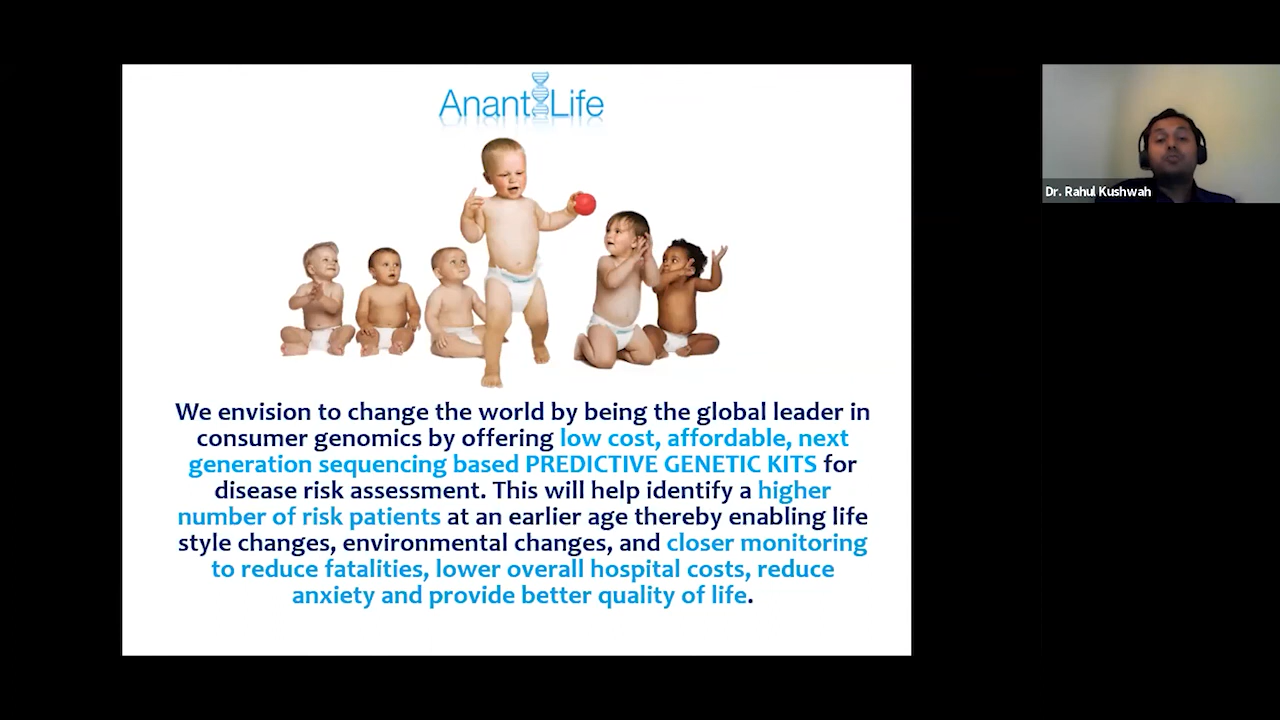 Anant Life
Dr. Rahul Kushwah
We envision to change the world by being the global leader in
consumer genomics by offering low cost, affordable, next
generation sequencing based PREDICTIVE GENETIC KITS for
disease risk assessment. This will help identify a higher
number of risk patients at an earlier age thereby enabling life
style changes, environmental changes, and closer monitoring
to reduce fatalities, lower overall hospital costs, reduce
anxiety and provide better quality of life.